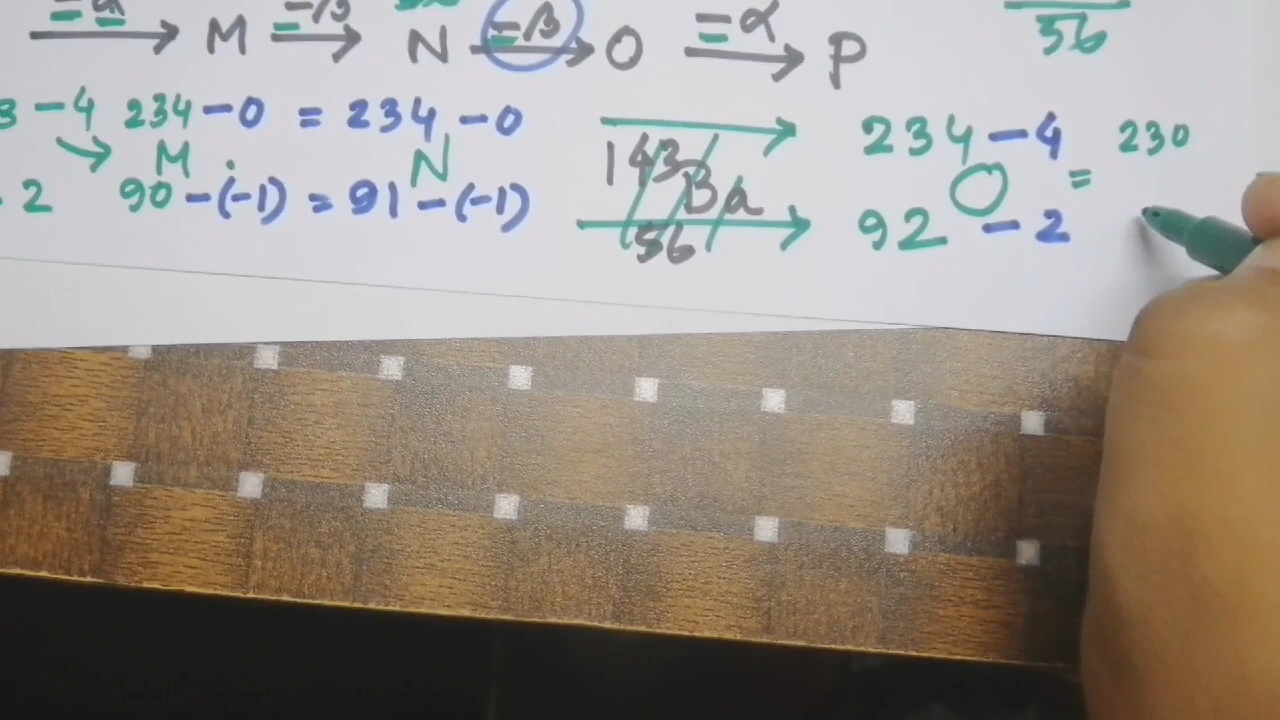 -α → M -β → N -β → O = α → P
56
8 - 4 234 - 0 = 234 - 0 → 234 - 4 230
→ M N 143 Ba 56 O =
- 2 90 - (-1) = 91 - (-1) → 92 - 2